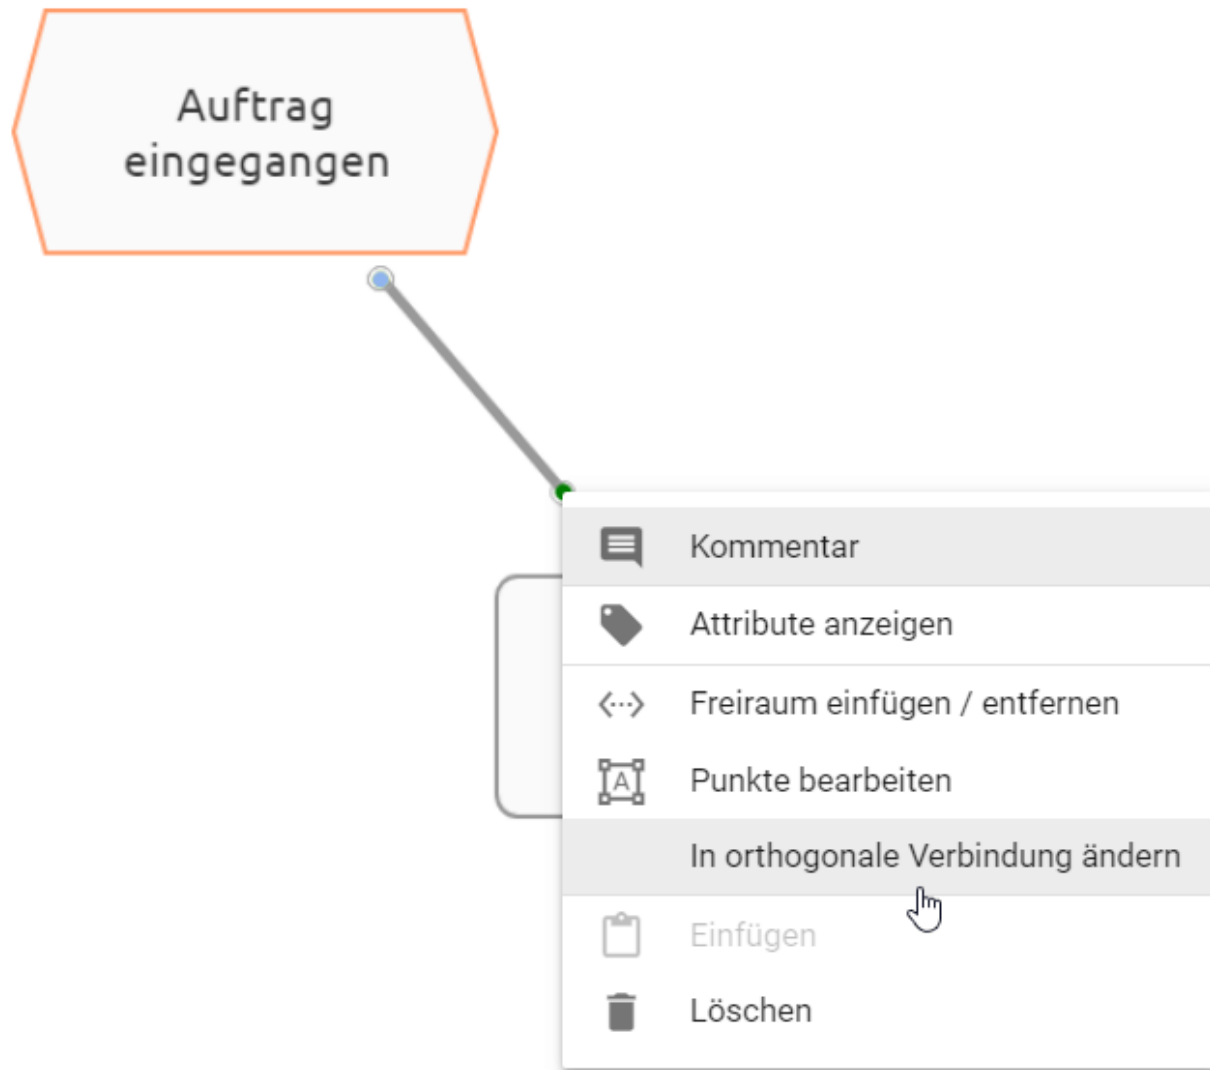 Auftrag
eingegangen
Kommentar
Attribute anzeigen
Freiraum einfügen / entfernen
A
Punkte bearbeiten
In orthogonale Verbindung ändern
Einfügen
Löschen